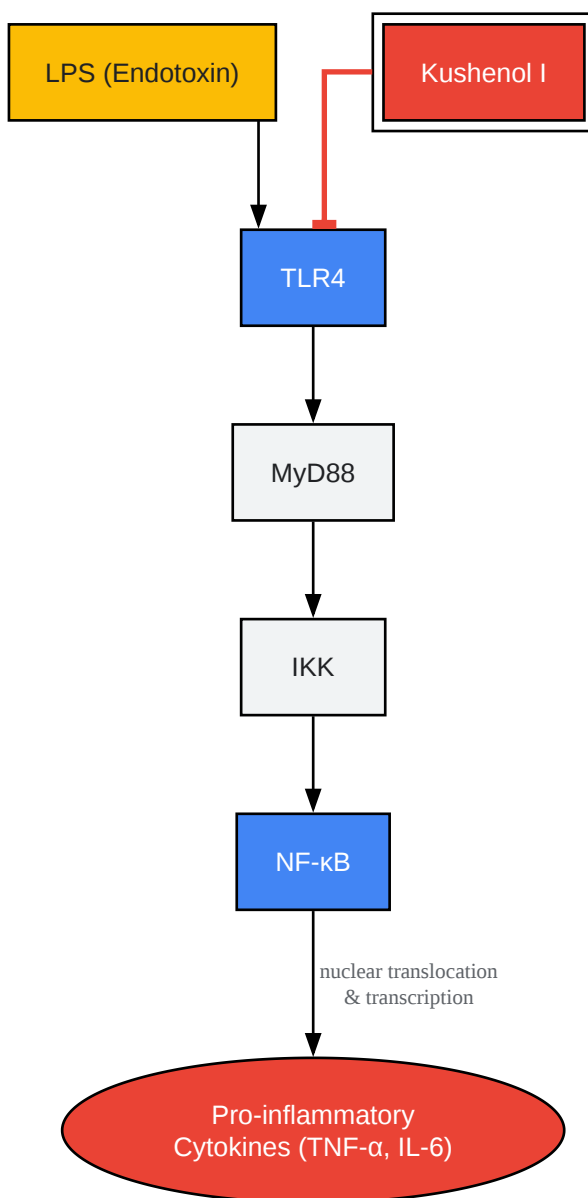 LPS (Endotoxin)
Kushenol I
TLR4
MyD88
IKK
NF-κB
nuclear translocation
& transcription
Pro-inflammatory
Cytokines (TNF-α, IL-6)